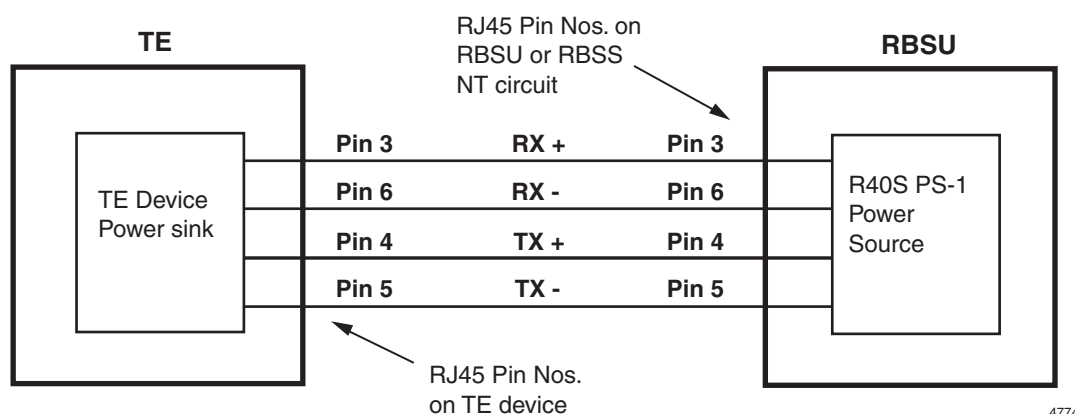 TE
RJ45 Pin Nos. on
RBSU or RBSS
NT circuit
RBSU
Pin 3 RX + Pin 3
Pin 6 RX - Pin 6
Pin 4 TX + Pin 4
Pin 5 TX - Pin 5
TE Device
Power sink
R40S PS-1
Power
Source
RJ45 Pin Nos.
on TE device
4774